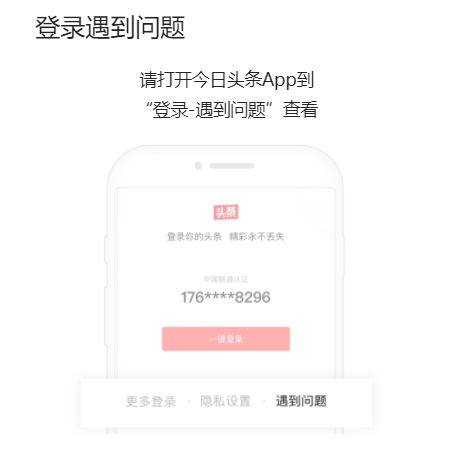 登录遇到问题
请打开今日头条App到
“登录-遇到问题”查看
头条
登录你的头条 精彩永不丢失
中国联通认证
176****8296
一键登录
更多登录 · 隐私设置 · 遇到问题